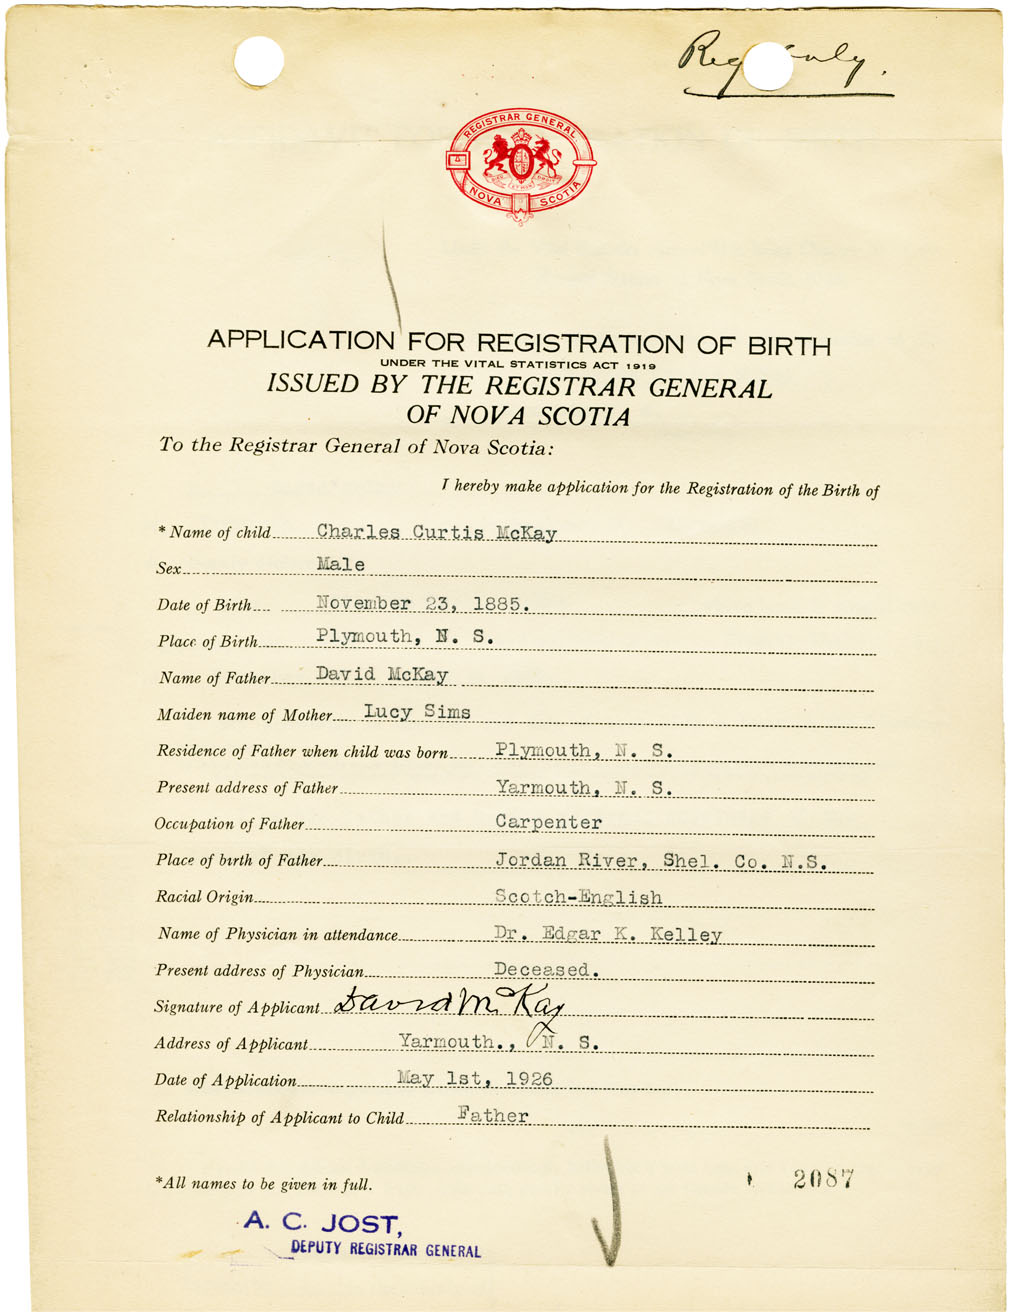 Reg only.
REGISTRAR GENERAL
NOVA SCOTIA
APPLICATION FOR REGISTRATION OF BIRTH
UNDER THE VITAL STATISTICS ACT 1919
ISSUED BY THE REGISTRAR GENERAL
OF NOVA SCOTIA
To the Registrar General of Nova Scotia:
I hereby make application for the Registration of the Birth of
* Name of child Charles Curtis McKay
Sex Male
Date of Birth November 23, 1885.
Place of Birth Plymouth, N. S.
Name of Father David McKay
Maiden name of Mother Lucy Sims
Residence of Father when child was born Plymouth, N. S.
Present address of Father Yarmouth, N. S.
Occupation of Father Carpenter
Place of birth of Father Jordan River, Shel. Co. N.S.
Racial Origin Scotch-English
Name of Physician in attendance Dr. Edgar K. Kelley
Present address of Physician Deceased.
Signature of Applicant David McKay
Address of Applicant Yarmouth., N. S.
Date of Application May 1st, 1926
Relationship of Applicant to Child Father
*All names to be given in full.
2087
A. C. JOST,
DEPUTY REGISTRAR GENERAL